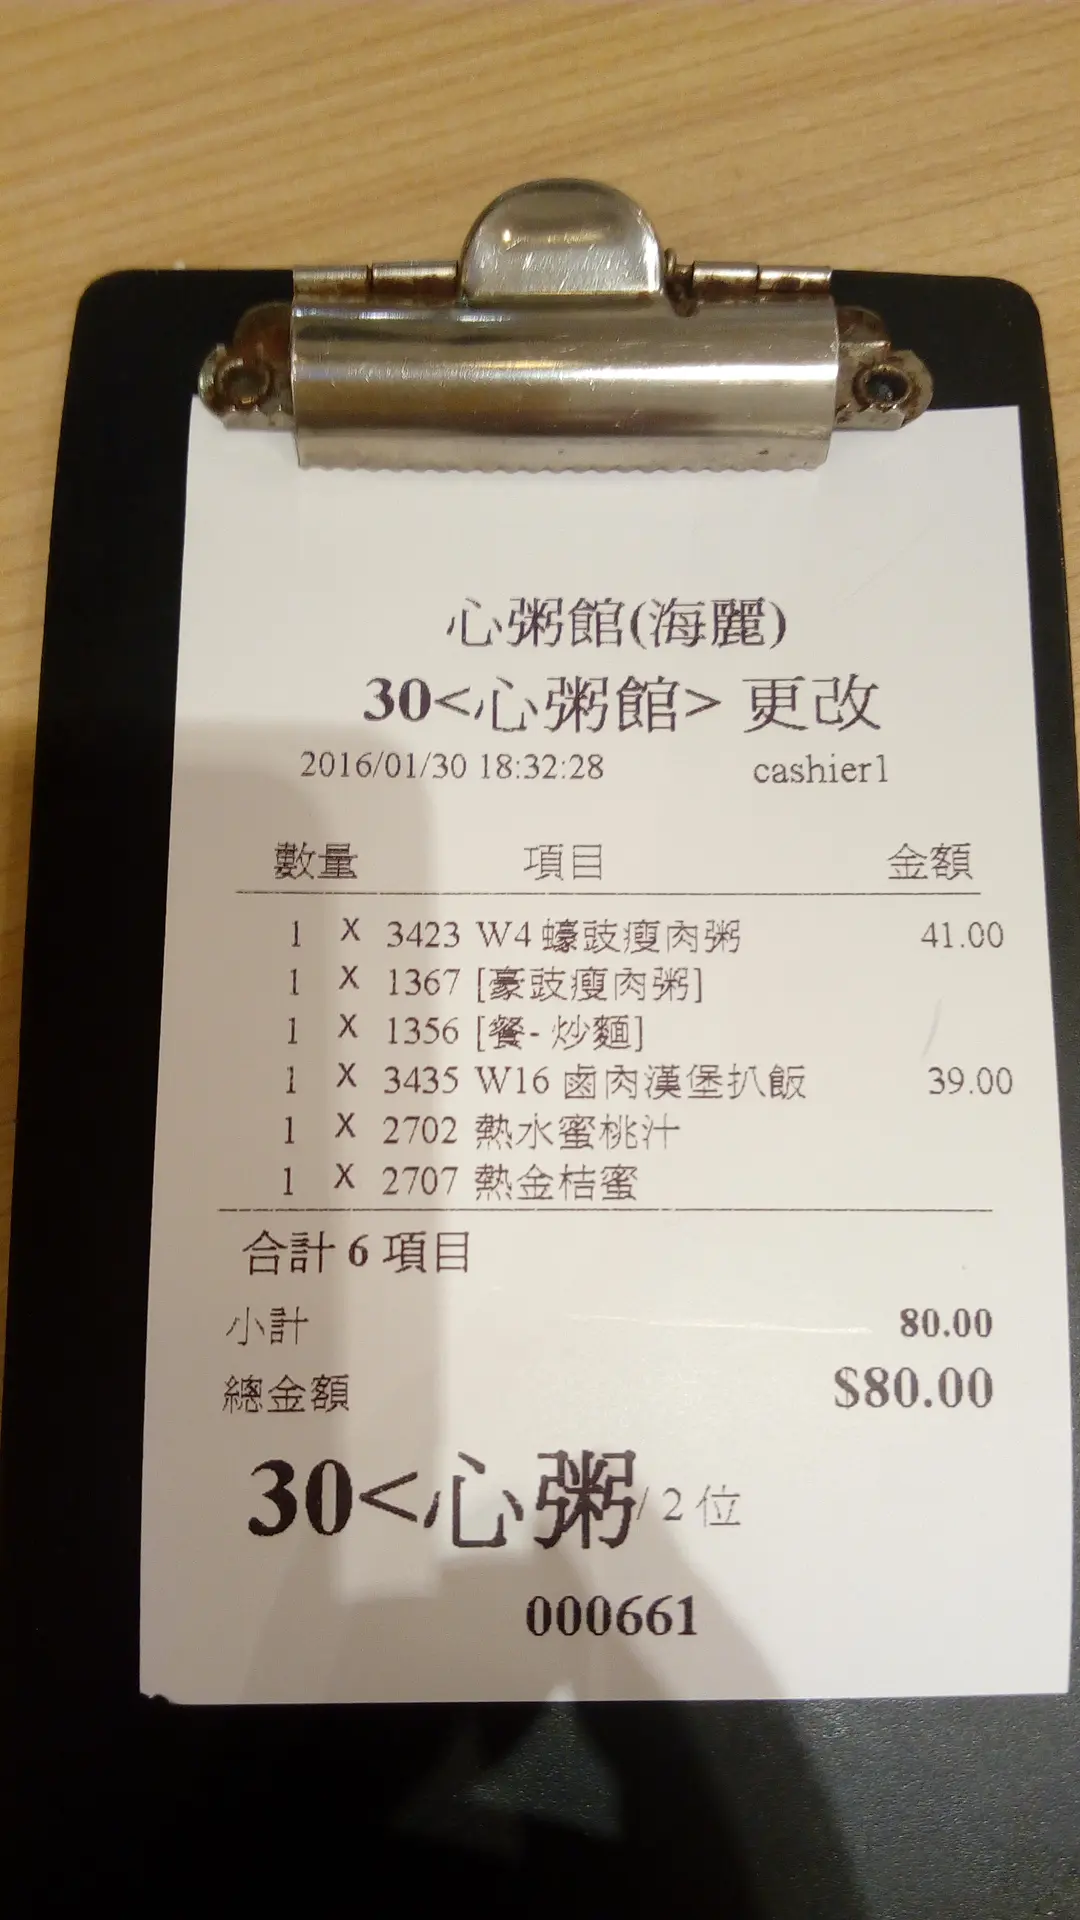 心粥館(海麗)
30<心粥館> 更改
2016/01/30 18:32:28 cashier1
數量 項目 金額
1 X 3423 W4 蠔豉瘦肉粥 41.00
1 X 1367 [豪豉瘦肉粥]
1 X 1356 [餐- 炒麵]
1 X 3435 W16 鹵肉漢堡扒飯 39.00
1 X 2702 熱水蜜桃汁
1 X 2707 熱金桔蜜
合計 6 項目
小計 80.00
總金額 $80.00
30<心粥/ 2 位
000661